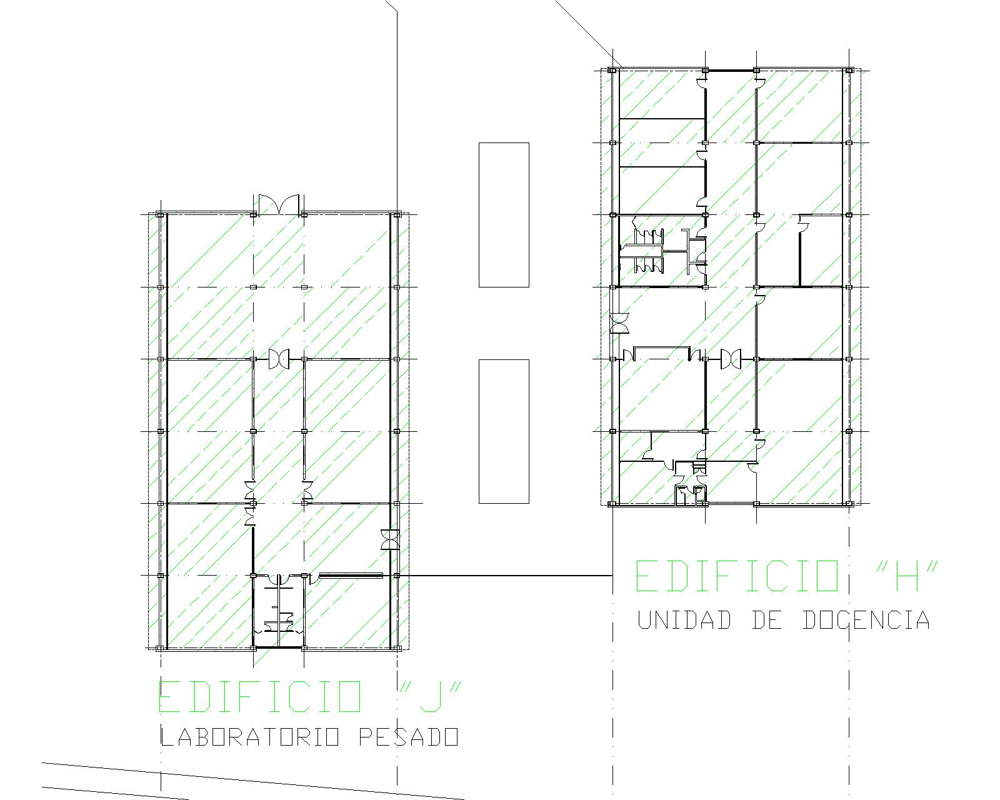 EDIFICIO "H"
UNIDAD DE DOCENCIA
EDIFICIO "J"
LABORATORIO PESADO